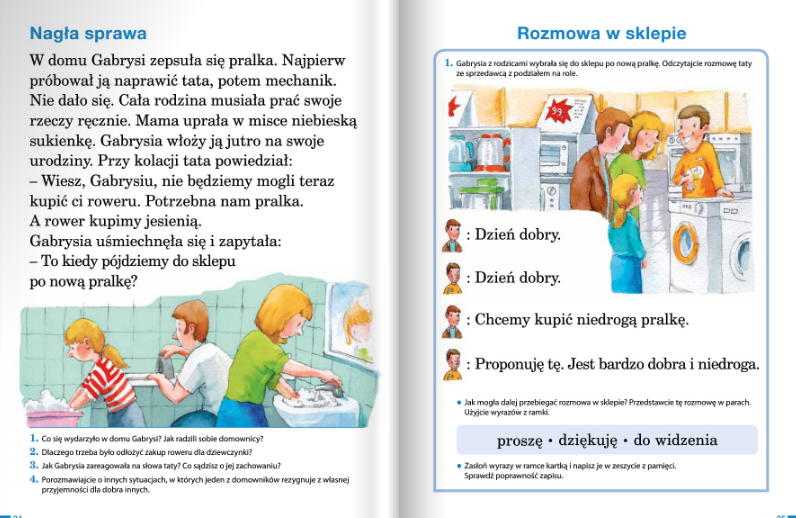 Nagła sprawa
W domu Gabrysi zepsuła się pralka. Najpierw
próbował ją naprawić tata, potem mechanik.
Nie dało się. Cała rodzina musiała prać swoje
rzeczy ręcznie. Mama uprała w misce niebieską
sukienkę. Gabrysia włoży ją jutro na swoje
urodziny. Przy kolacji tata powiedział:
– Wiesz, Gabrysiu, nie będziemy mogli teraz
kupić ci roweru. Potrzebna nam pralka.
A rower kupimy jesienią.
Gabrysia uśmiechnęła się i zapytała:
– To kiedy pójdziemy do sklepu
po nową pralkę?
1. Co się wydarzyło w domu Gabrysi? Jak radzili sobie domownicy?
2. Dlaczego trzeba było odłożyć zakup roweru dla dziewczynki?
3. Jak Gabrysia zareagowała na słowa taty? Co sądzisz o jej zachowaniu?
4. Porozmawiajcie o innych sytuacjach, w których jeden z domowników rezygnuje z własnej
przyjemności dla dobra innych.
Rozmowa w sklepie
1. Gabrysia z rodzicami wybrała się do sklepu po nową pralkę. Odczytajcie rozmowę taty
ze sprzedawcą z podziałem na role.
99
: Dzień dobry.
: Dzień dobry.
: Chcemy kupić niedrogą pralkę.
: Proponuję tę. Jest bardzo dobra i niedroga.
• Jak mogła dalej przebiegać rozmowa w sklepie? Przedstawcie tę rozmowę w parach.
Użyjcie wyrazów z ramki.
proszę • dziękuję • do widzenia
• Zasłoń wyrazy w ramce kartką i napisz je w zeszycie z pamięci.
Sprawdź poprawność zapisu.